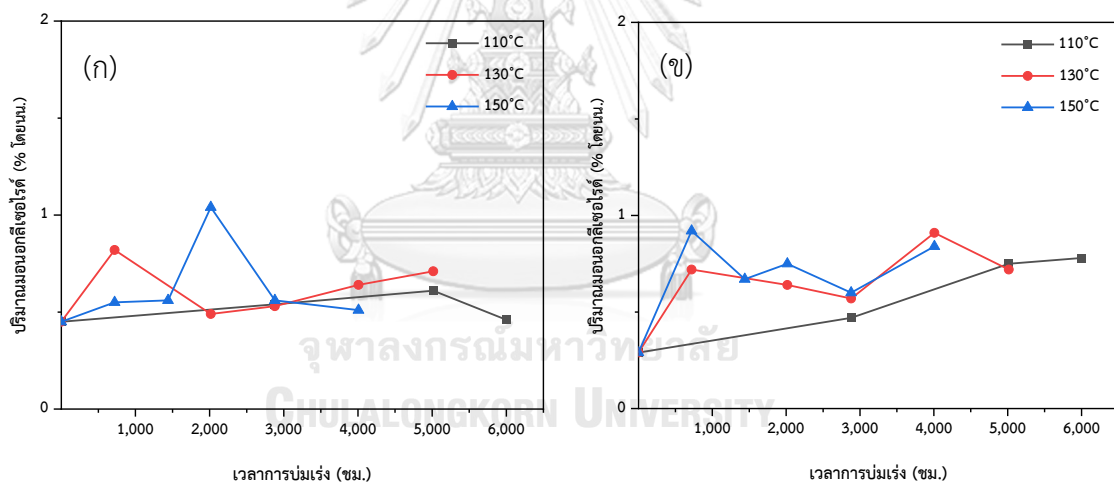 (ก)
110°C
130°C
150°C
2
1
0
ปริมาณมอนอกลีเซอไรด์ (% โดยนน.)
1,000 2,000 3,000 4,000 5,000 6,000
เวลาการบ่มเร่ง (ชม.)
(ข)
110°C
130°C
150°C
2
1
0
ปริมาณมอนอกลีเซอไรด์ (% โดยนน.)
1,000 2,000 3,000 4,000 5,000 6,000
เวลาการบ่มเร่ง (ชม.)
จุฬาลงกรณ์มหาวิทยาลัย
CHULALONGKORN UNIVERSITY